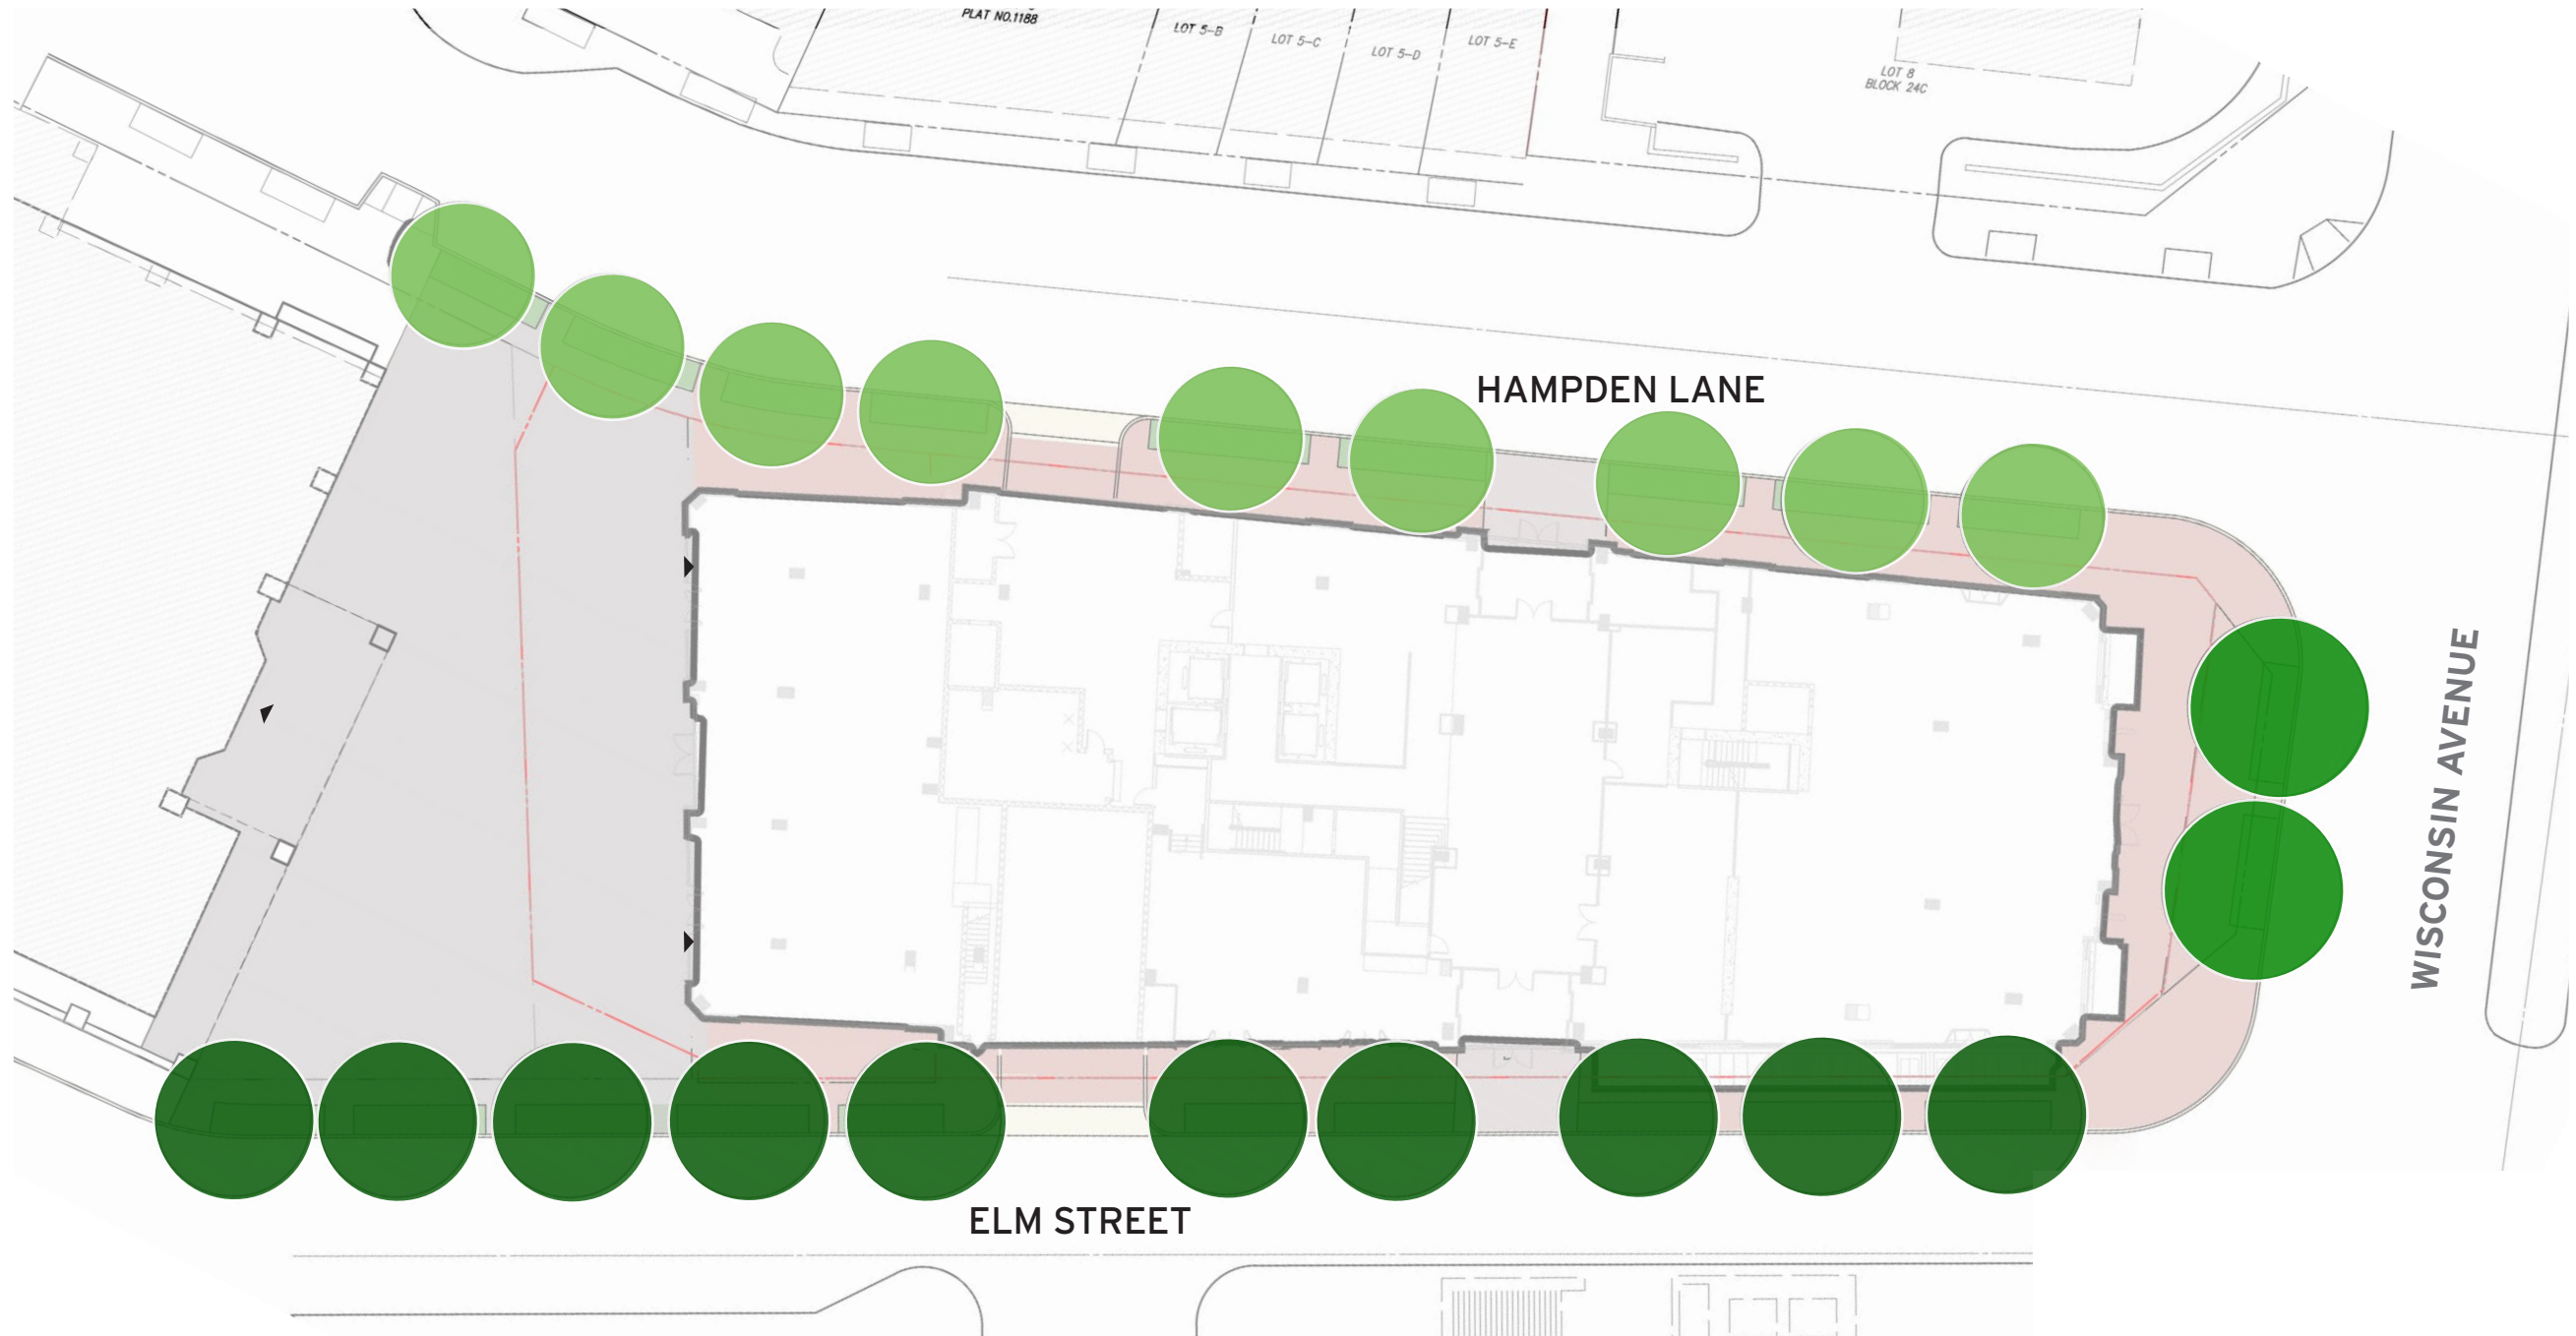 PLAT NO.1188
LOT 5-B
LOT 5-C
LOT 5-D
LOT 5-E
LOT 8
BLOCK 24C
HAMPDEN LANE
WISCONSIN AVENUE
ELM STREET